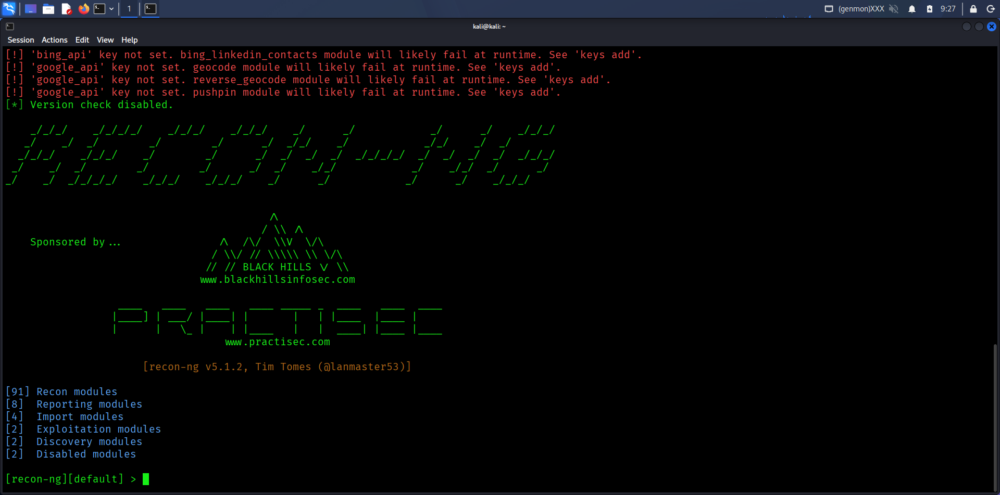 1
(genmon)XXX
9:27
kali@kali: ~
Session Actions Edit View Help
[!] 'bing_api' key not set. bing_linkedin_contacts module will likely fail at runtime. See 'keys add'.
[!] 'google_api' key not set. geocode module will likely fail at runtime. See 'keys add'.
[!] 'google_api' key not set. reverse_geocode module will likely fail at runtime. See 'keys add'.
[!] 'google_api' key not set. pushpin module will likely fail at runtime. See 'keys add'.
[*] Version check disabled.
RECON-NG
Sponsored by...
BLACK HILLS
www.blackhillsinfosec.com
PRACTISEC
www.practisec.com
[recon-ng v5.1.2, Tim Tomes (@lanmaster53)]
[91] Recon modules
[8] Reporting modules
[4] Import modules
[2] Exploitation modules
[2] Discovery modules
[2] Disabled modules
[recon-ng][default] >